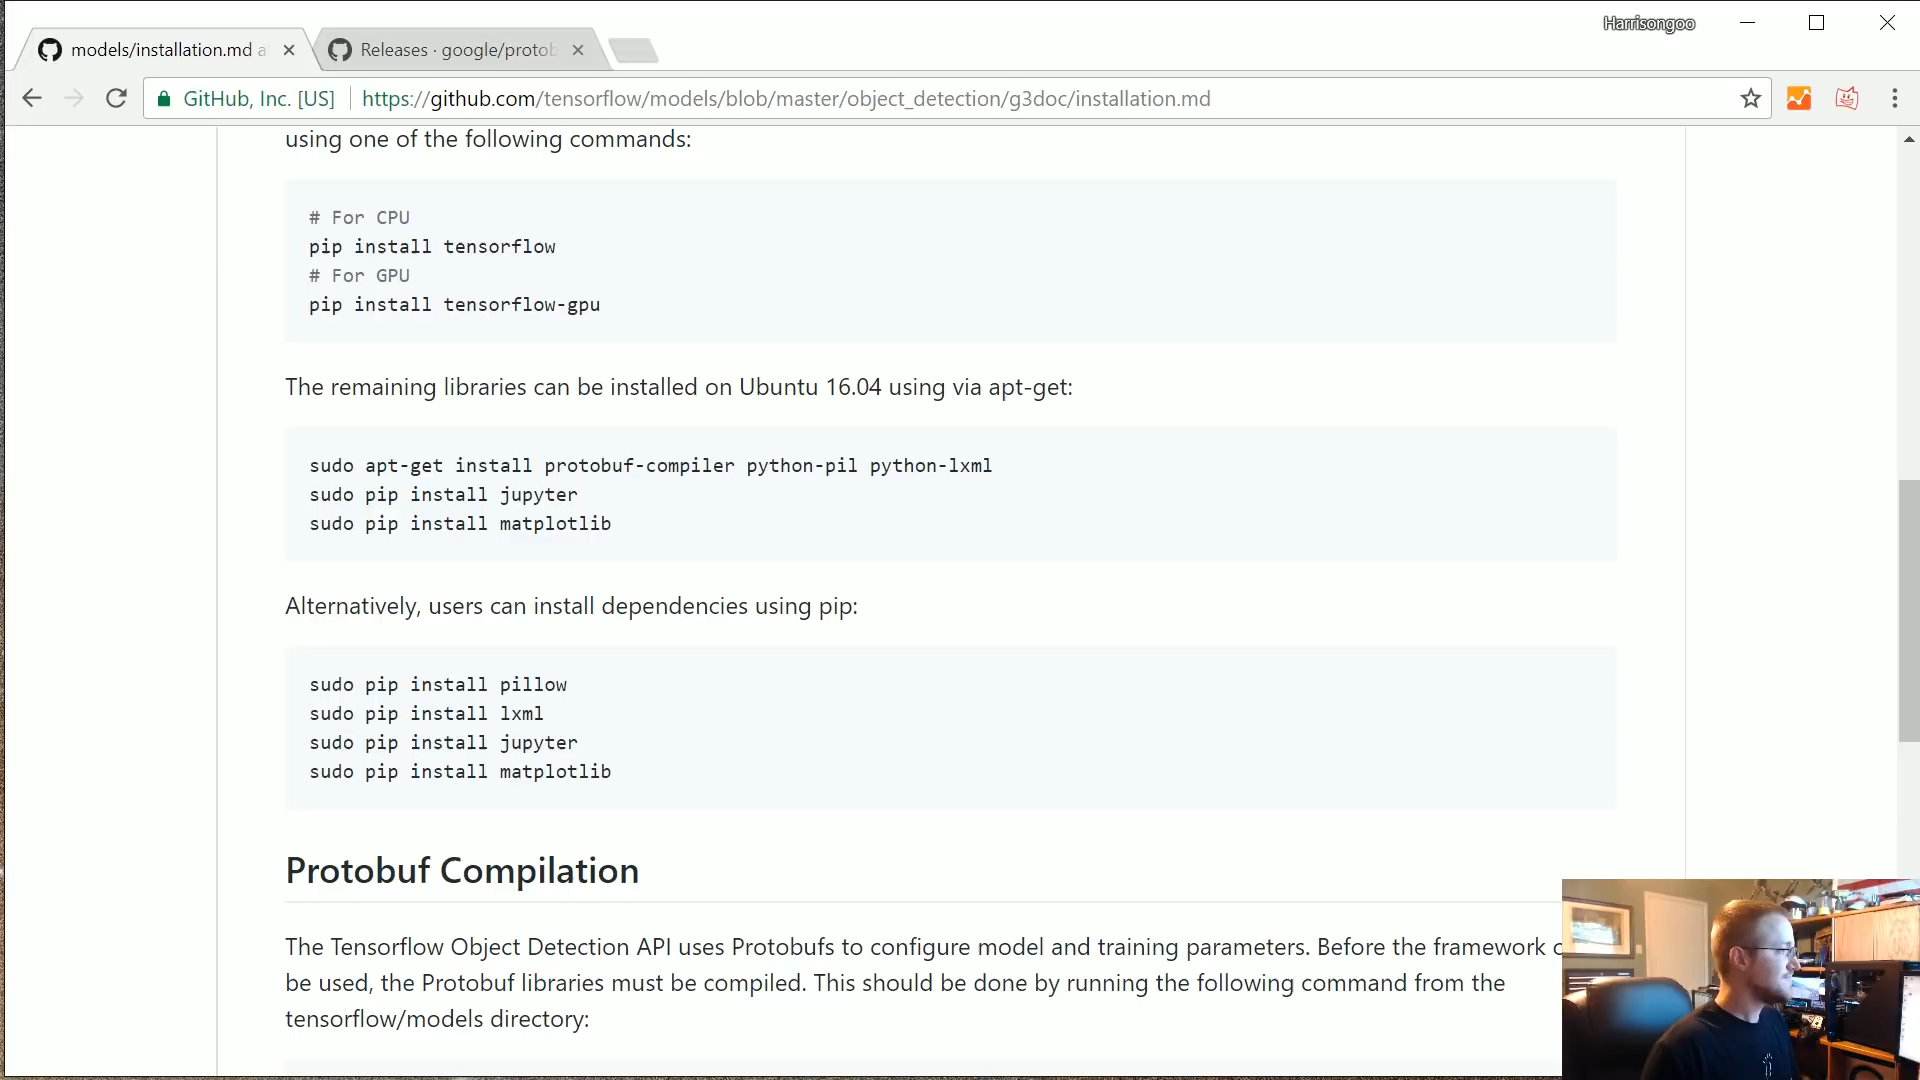 Harrisongoo
models/installation.md a
Releases · google/protob
GitHub, Inc. [US]
https://github.com/tensorflow/models/blob/master/object_detection/g3doc/installation.md
using one of the following commands:
# For CPU
pip install tensorflow
# For GPU
pip install tensorflow-gpu
The remaining libraries can be installed on Ubuntu 16.04 using via apt-get:
sudo apt-get install protobuf-compiler python-pil python-lxml
sudo pip install jupyter
sudo pip install matplotlib
Alternatively, users can install dependencies using pip:
sudo pip install pillow
sudo pip install lxml
sudo pip install jupyter
sudo pip install matplotlib
Protobuf Compilation
The Tensorflow Object Detection API uses Protobufs to configure model and training parameters. Before the framework c
be used, the Protobuf libraries must be compiled. This should be done by running the following command from the
tensorflow/models directory: